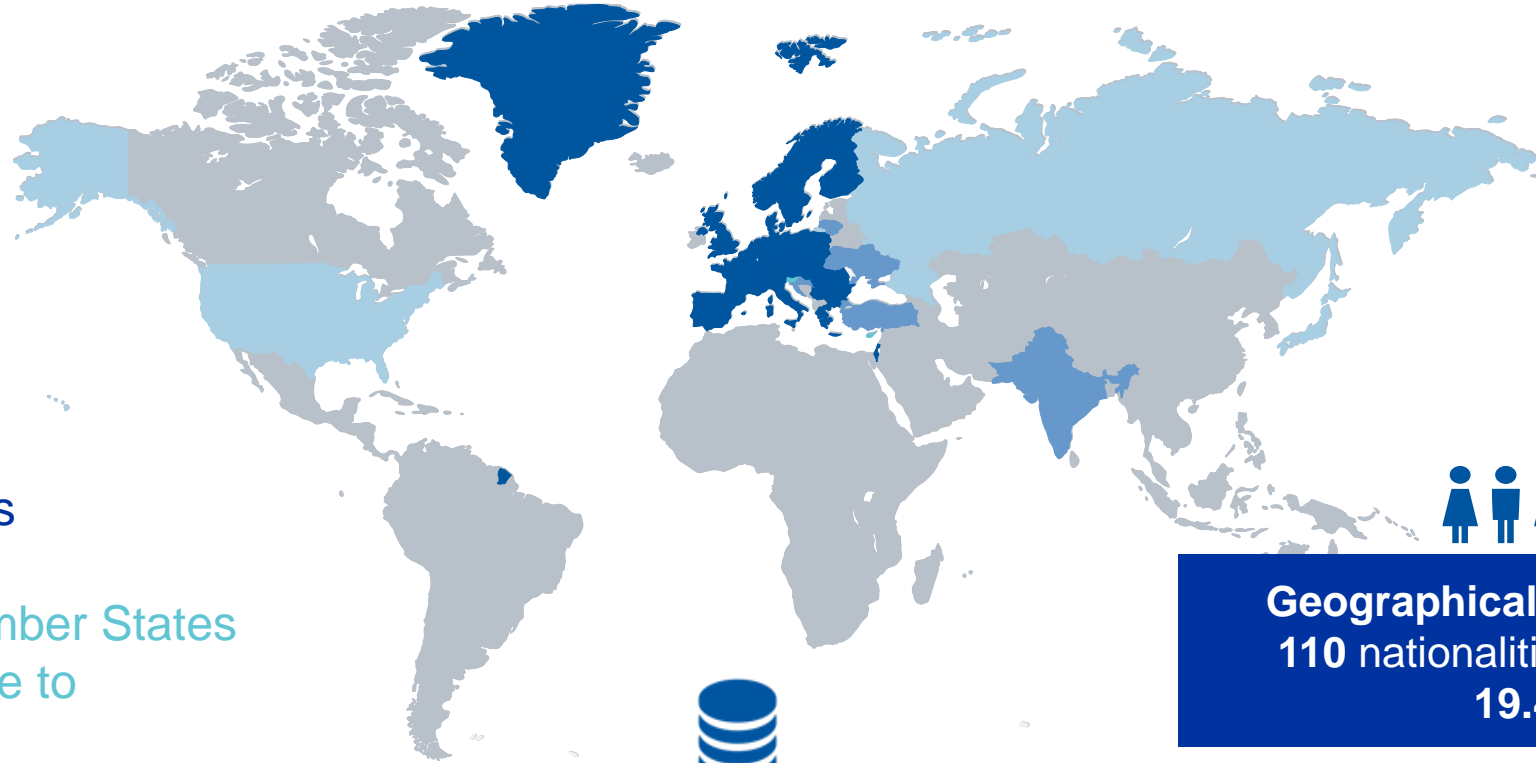 mber States
e to
Geographical
110 nationaliti
19.